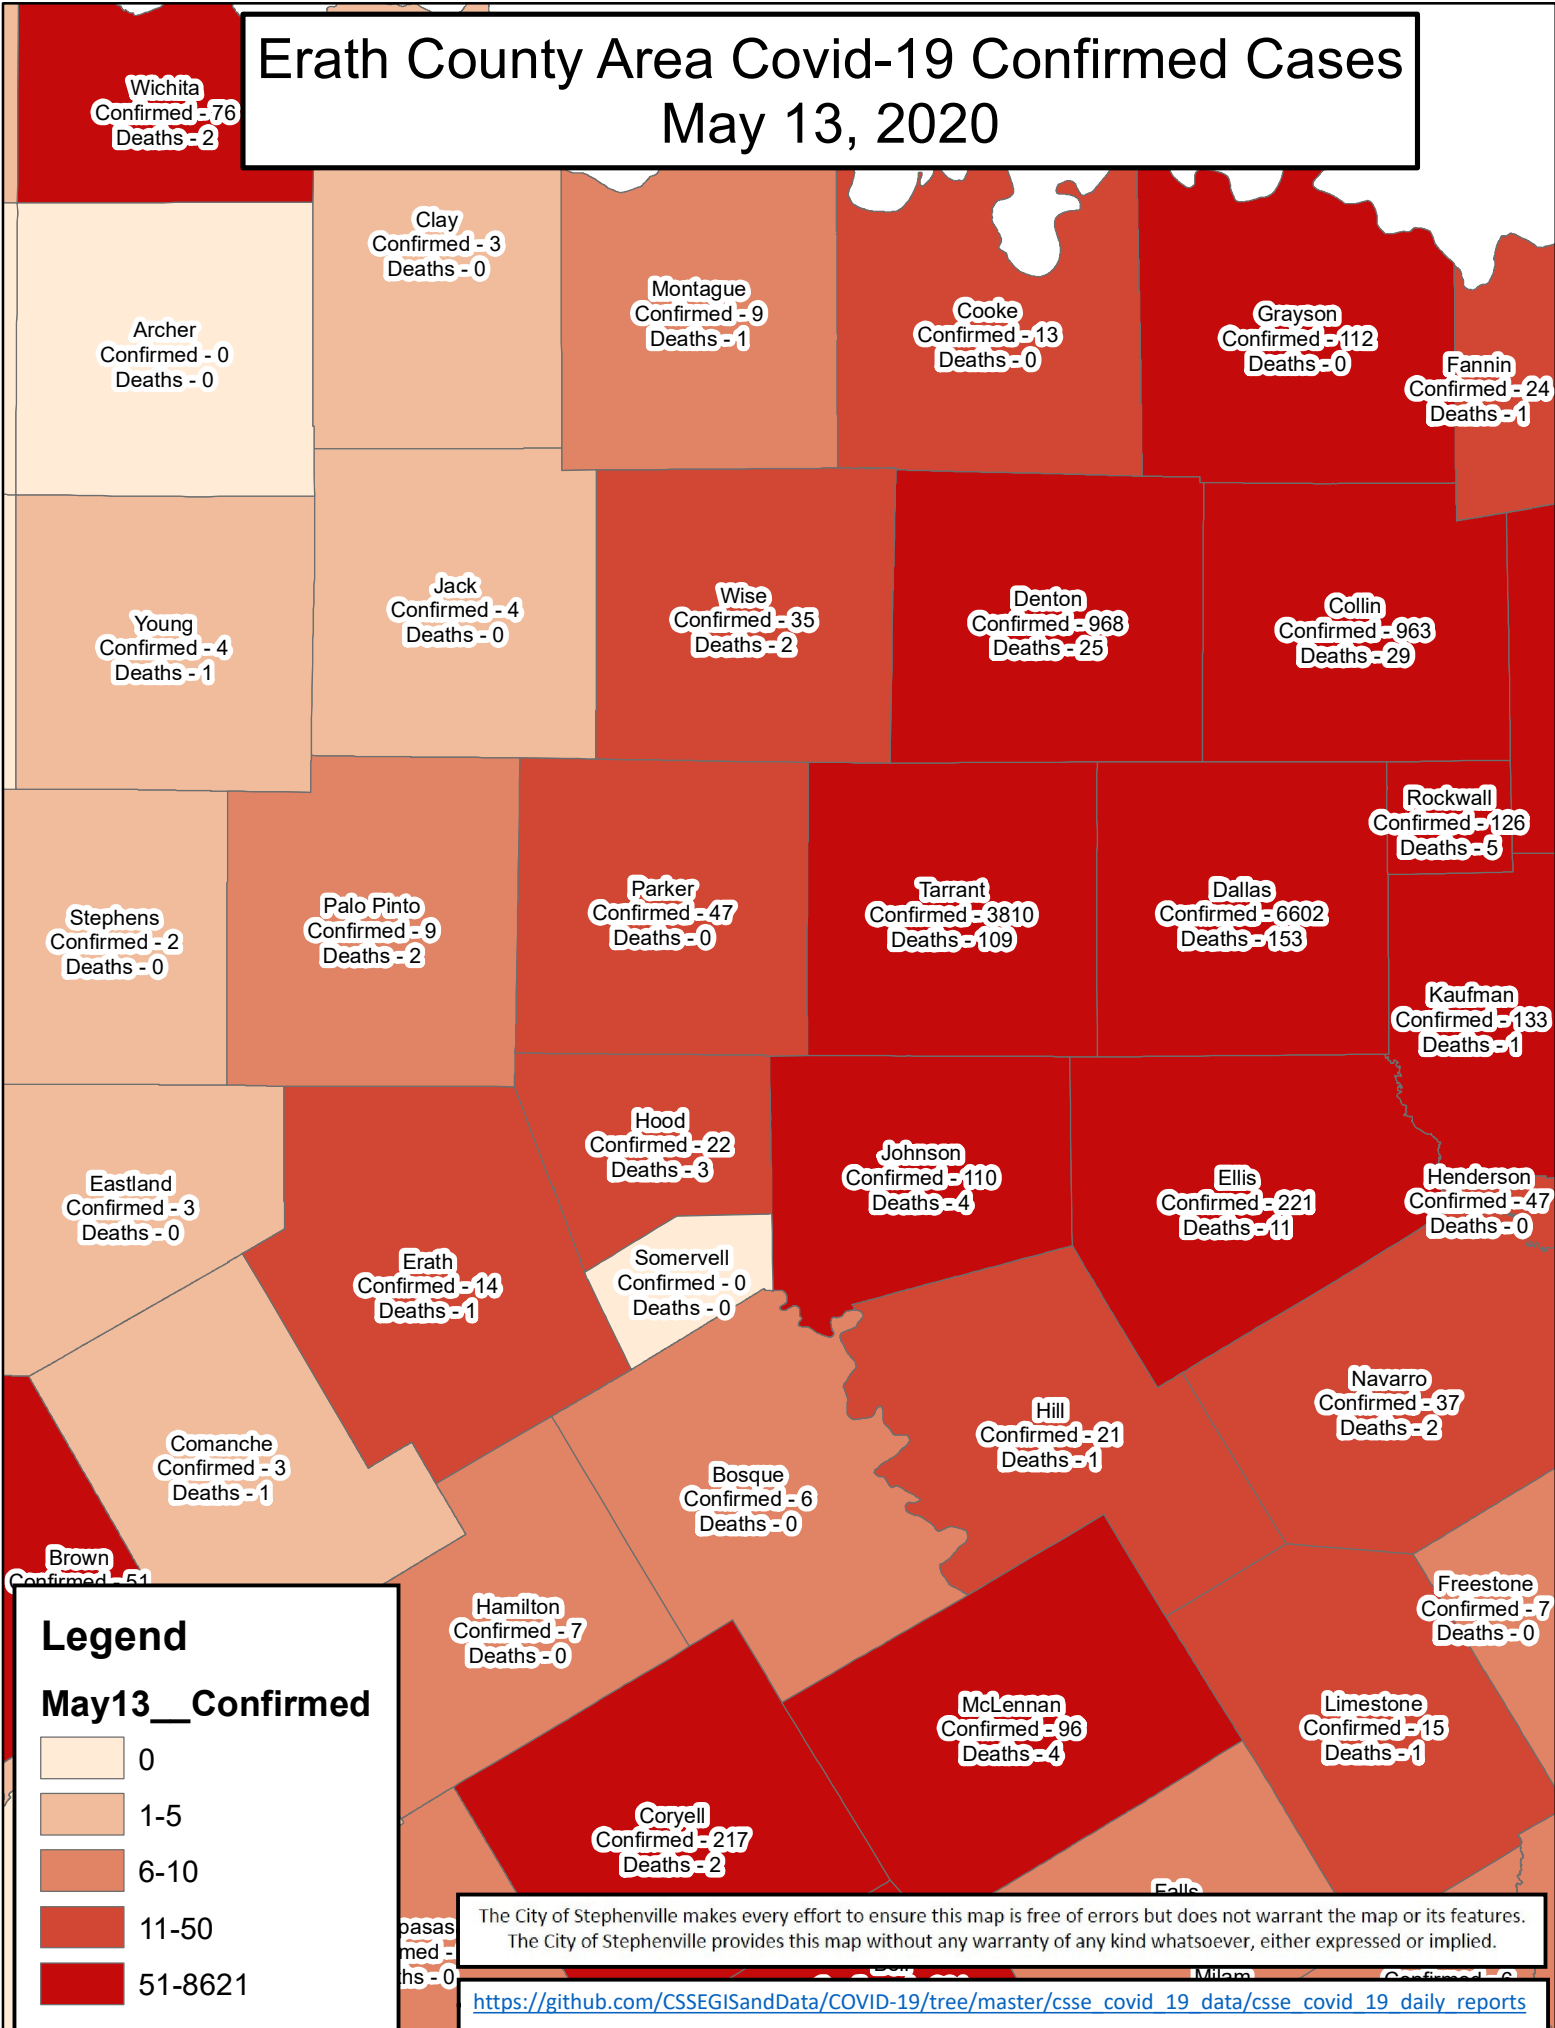 Erath County Area Covid-19 Confirmed Cases
May 13, 2020
Wichita
Confirmed - 76
Deaths - 2
Clay
Confirmed - 3
Deaths - 0
Montague
Confirmed - 9
Deaths - 1
Cooke
Confirmed - 13
Deaths - 0
Grayson
Confirmed - 112
Deaths - 0
Archer
Confirmed - 0
Deaths - 0
Fannin
Confirmed - 24
Deaths - 1
Young
Confirmed - 4
Deaths - 1
Jack
Confirmed - 4
Deaths - 0
Wise
Confirmed - 35
Deaths - 2
Denton
Confirmed - 968
Deaths - 25
Collin
Confirmed - 963
Deaths - 29
Rockwall
Confirmed - 126
Deaths - 5
Stephens
Confirmed - 2
Deaths - 0
Palo Pinto
Confirmed - 9
Deaths - 2
Parker
Confirmed - 47
Deaths - 0
Tarrant
Confirmed - 3810
Deaths - 109
Dallas
Confirmed - 6602
Deaths - 153
Kaufman
Confirmed - 133
Deaths - 1
Hood
Confirmed - 22
Deaths - 3
Johnson
Confirmed - 110
Deaths - 4
Ellis
Confirmed - 221
Deaths - 11
Henderson
Confirmed - 47
Deaths - 0
Eastland
Confirmed - 3
Deaths - 0
Erath
Confirmed - 14
Deaths - 1
Somervell
Confirmed - 0
Deaths - 0
Navarro
Confirmed - 37
Deaths - 2
Hill
Confirmed - 21
Deaths - 1
Comanche
Confirmed - 3
Deaths - 1
Bosque
Confirmed - 6
Deaths - 0
Brown
Confirmed - 51
Hamilton
Confirmed - 7
Deaths - 0
Freestone
Confirmed - 7
Deaths - 0
McLennan
Confirmed - 96
Deaths - 4
Limestone
Confirmed - 15
Deaths - 1
Coryell
Confirmed - 217
Deaths - 2
Falls
pasas
med -
ths - 0
Milam
Confirmed - 6
Legend
May13__Confirmed
0
1-5
6-10
11-50
51-8621
The City of Stephenville makes every effort to ensure this map is free of errors but does not warrant the map or its features.
The City of Stephenville provides this map without any warranty of any kind whatsoever, either expressed or implied.
https://github.com/CSSEGISandData/COVID-19/tree/master/csse_covid_19_data/csse_covid_19_daily_reports